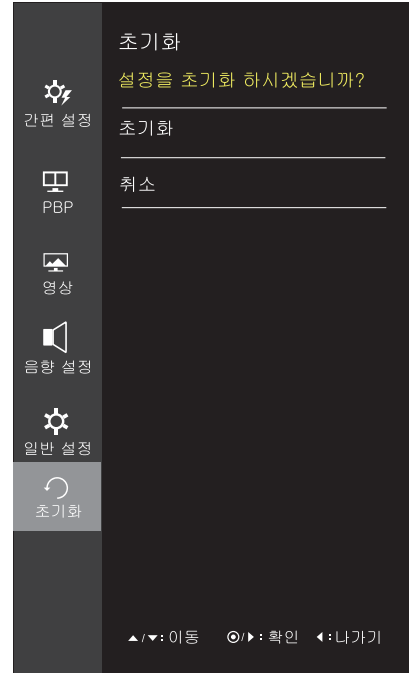 간편 설정
PBP
영상
음향 설정
일반 설정
초기화
초기화
설정을 초기화 하시겠습니까?
초기화
취소
▲/▼: 이동 ◉/▶: 확인 ◀: 나가기